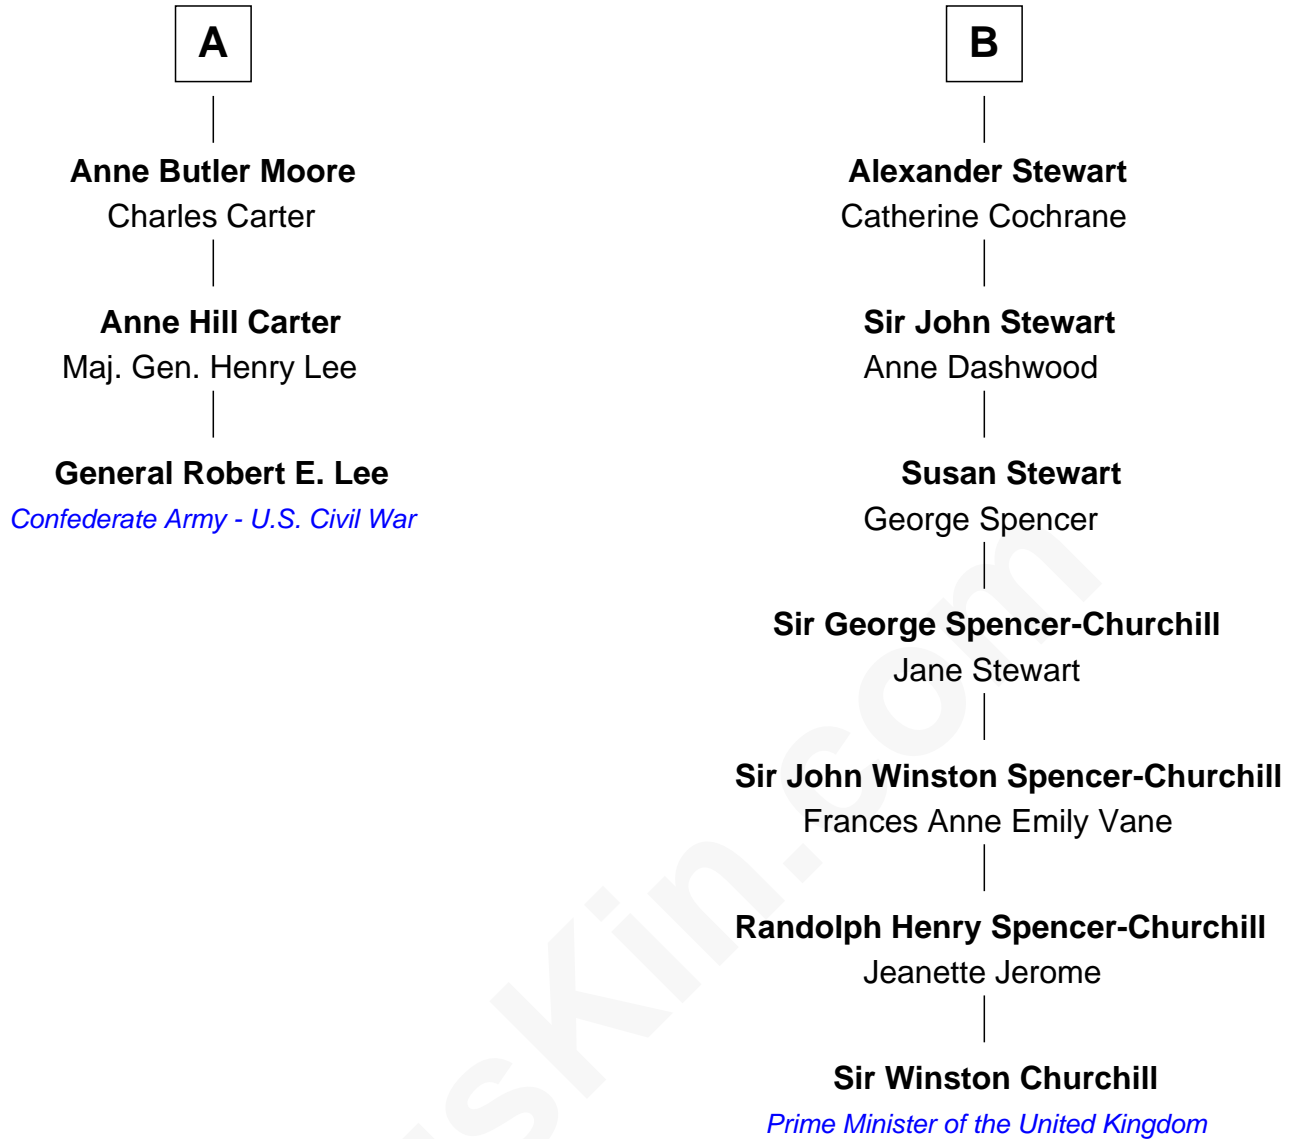 A
Anne Butler Moore
Charles Carter
Anne Hill Carter
Maj. Gen. Henry Lee
General Robert E. Lee
Confederate Army - U.S. Civil War
B
Alexander Stewart
Catherine Cochrane
Sir John Stewart
Anne Dashwood
Susan Stewart
George Spencer
Sir George Spencer-Churchill
Jane Stewart
Sir John Winston Spencer-Churchill
Frances Anne Emily Vane
Randolph Henry Spencer-Churchill
Jeanette Jerome
Sir Winston Churchill
Prime Minister of the United Kingdom
sKin.com